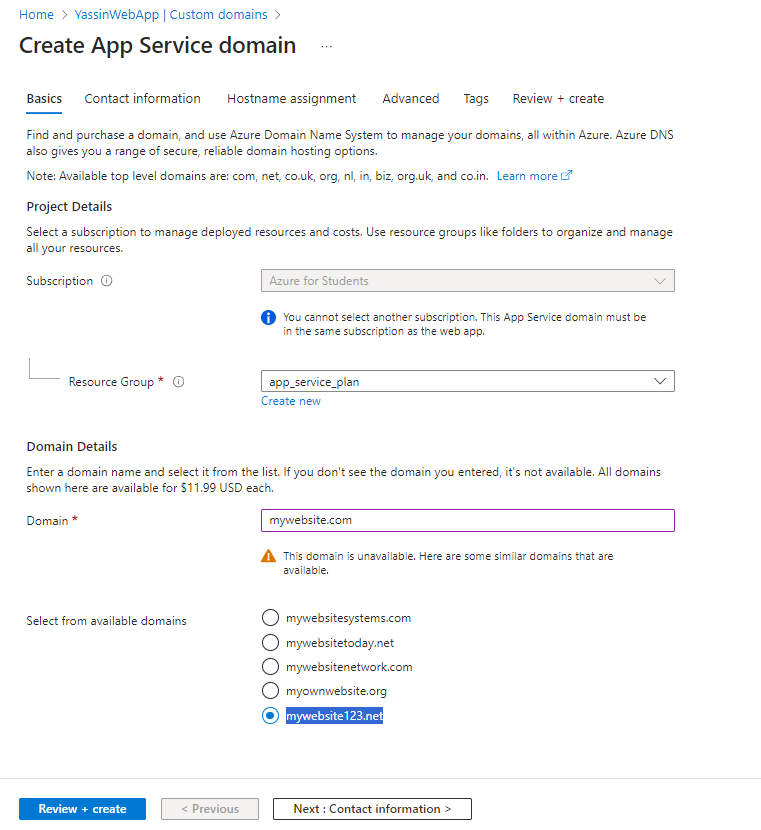 Home > YassinWebApp | Custom domains >
Create App Service domain ...
Basics Contact information Hostname assignment Advanced Tags Review + create
Find and purchase a domain, and use Azure Domain Name System to manage your domains, all within Azure. Azure DNS
also gives you a range of secure, reliable domain hosting options.
Note: Available top level domains are: com, net, co.uk, org, nl, in, biz, org.uk, and co.in. Learn more
Project Details
Select a subscription to manage deployed resources and costs. Use resource groups like folders to organize and manage
all your resources.
Subscription Azure for Students
You cannot select another subscription. This App Service domain must be
in the same subscription as the web app.
Resource Group * app_service_plan
Create new
Domain Details
Enter a domain name and select it from the list. If you don't see the domain you entered, it's not available. All domains
shown here are available for $11.99 USD each.
Domain * mywebsite.com
This domain is unavailable. Here are some similar domains that are
available.
Select from available domains mywebsitesystems.com
mywebsitetoday.net
mywebsitenetwork.com
myownwebsite.org
mywebsite123.net
Review + create < Previous Next : Contact information >